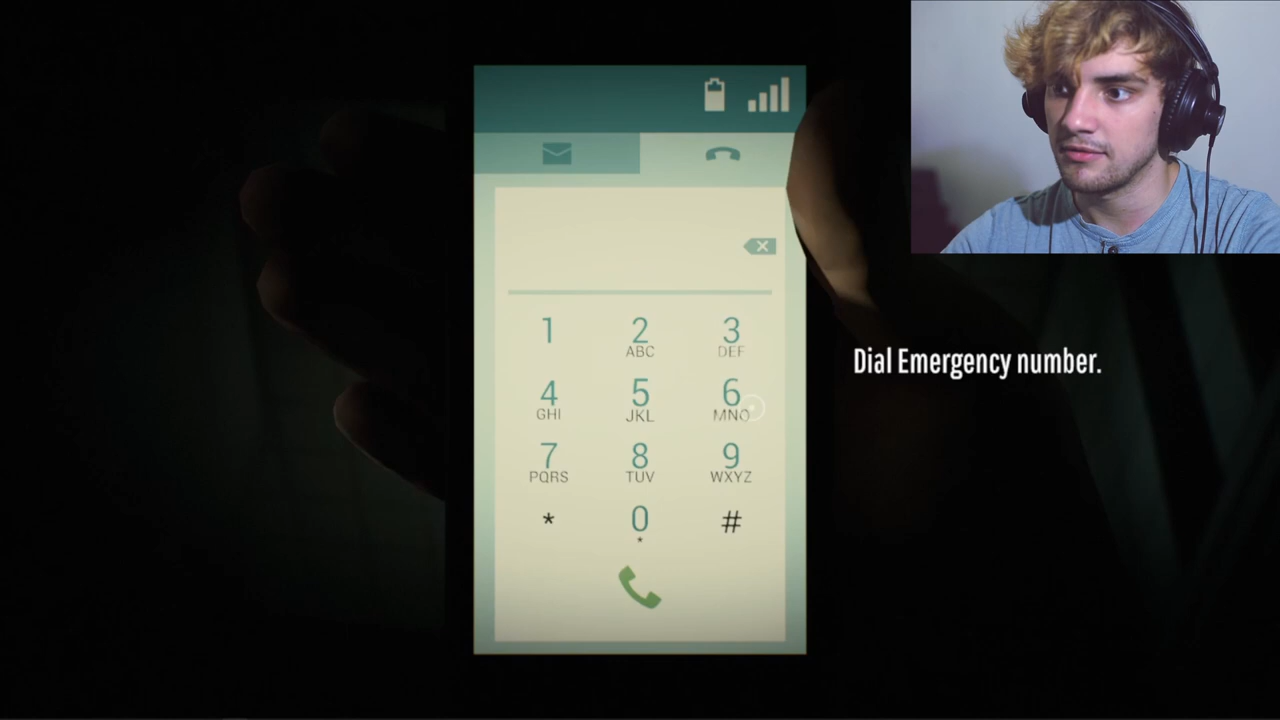 1 2 3
ABC DEF
4 5 6
GHI JKL MNO
7 8 9
PQRS TUV WXYZ
* 0 #
Dial Emergency number.